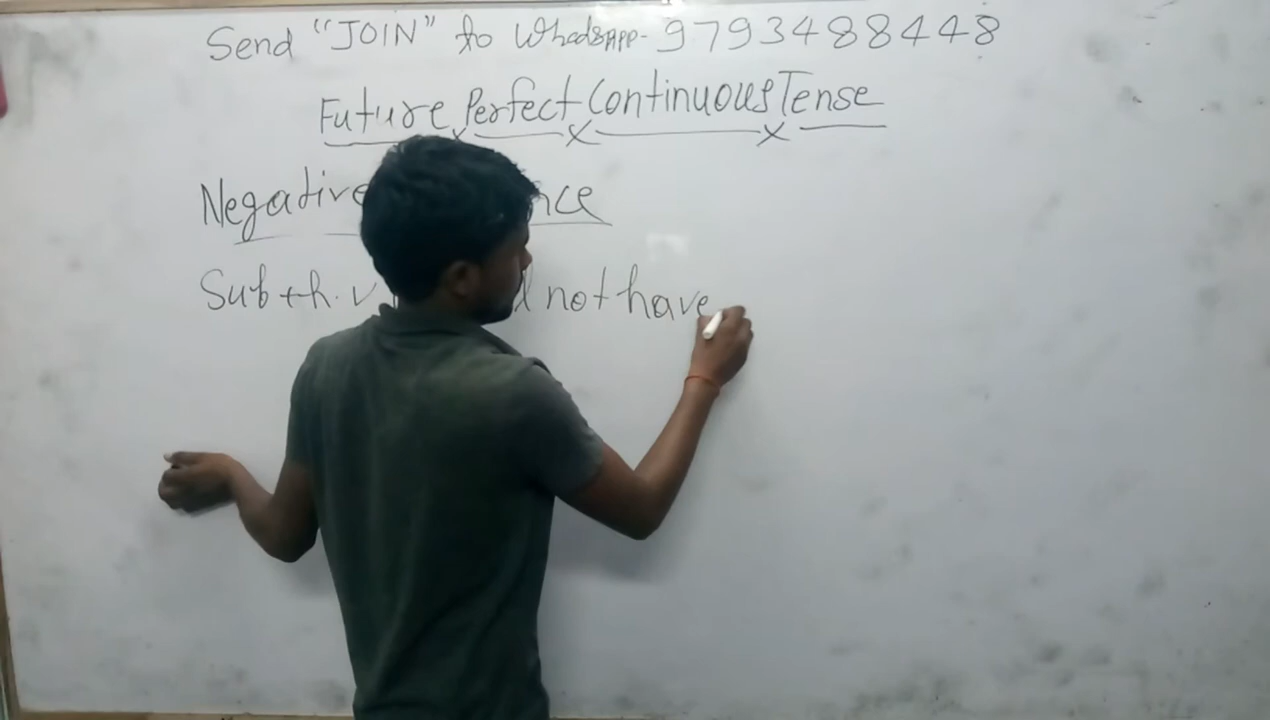 Send "JOIN" to WhatsApp- 9793488448
Future Perfect Continuous Tense
Negative
Sub + h.v not have